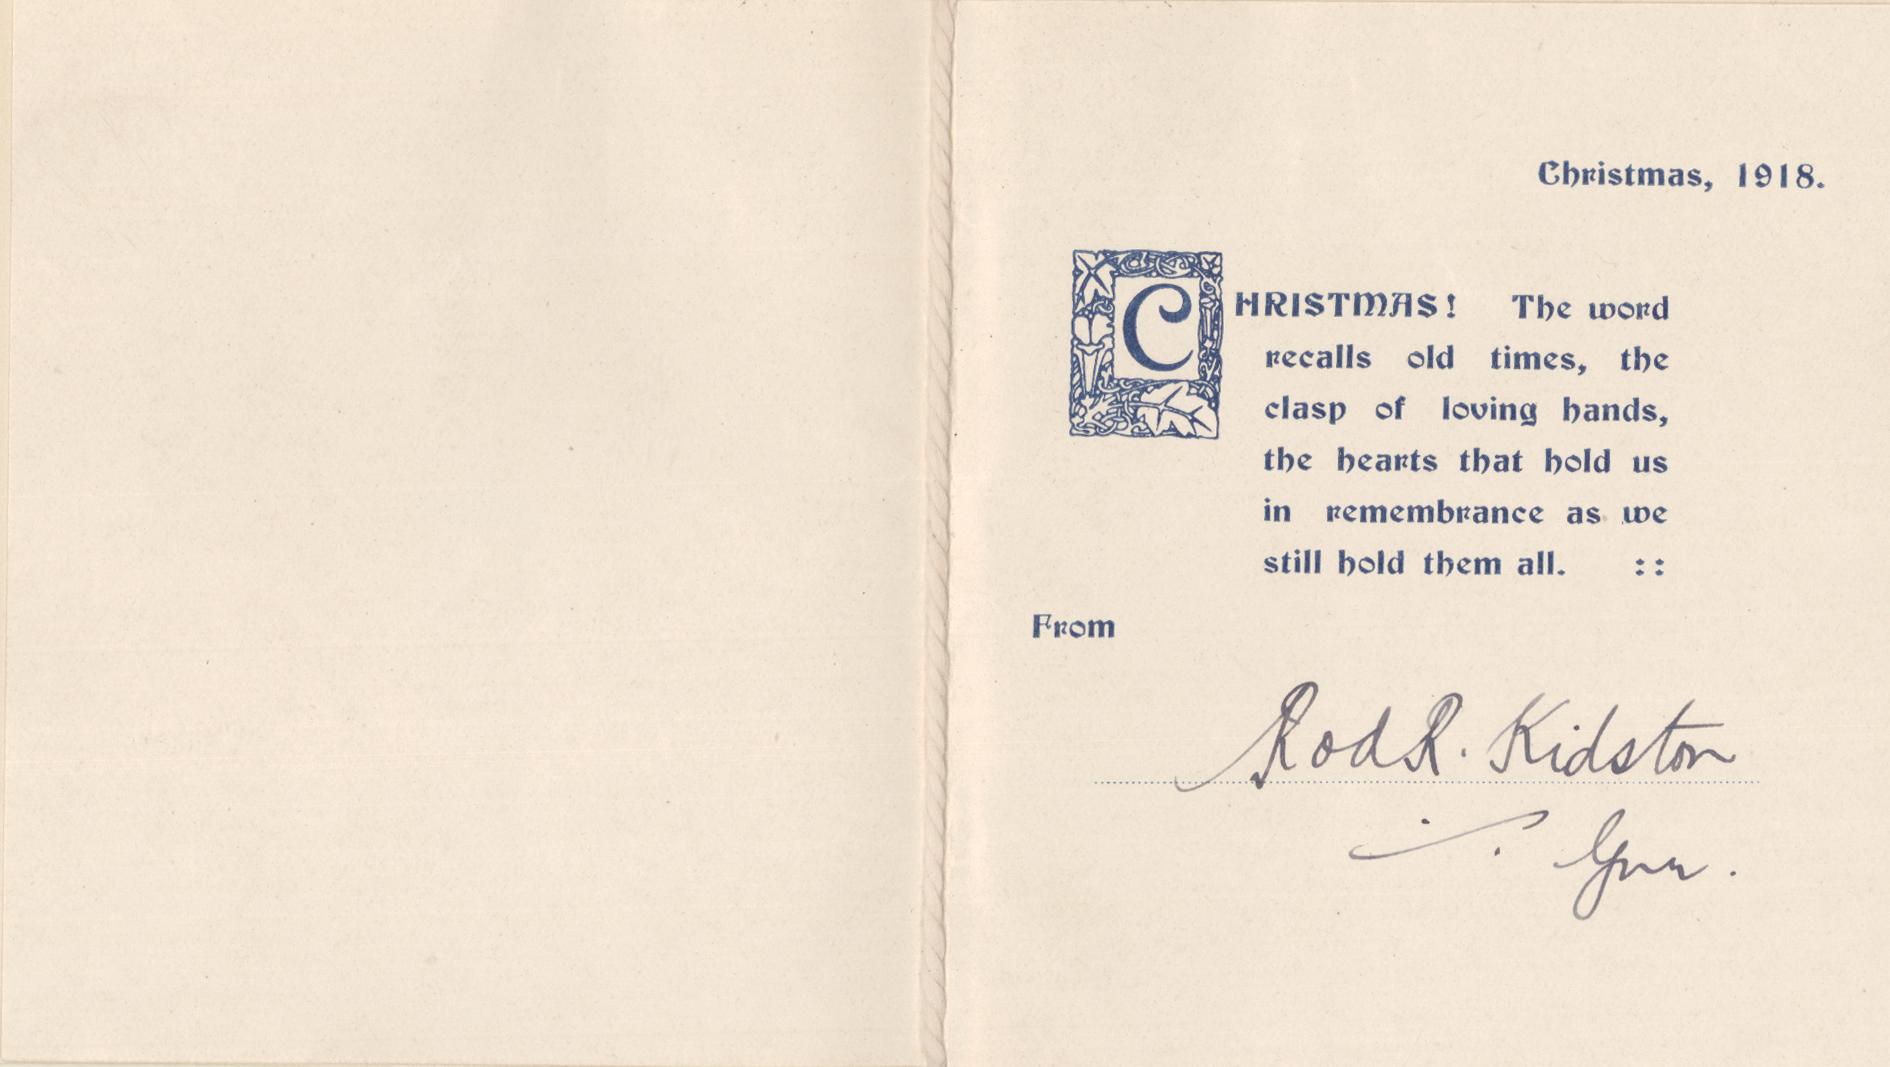 Christmas, 1918.
CHRISTMAS! The word
recalls old times, the
clasp of loving hands,
the hearts that hold us
in remembrance as we
still hold them all. ::
From
Rod R. Kidston
Gnr.